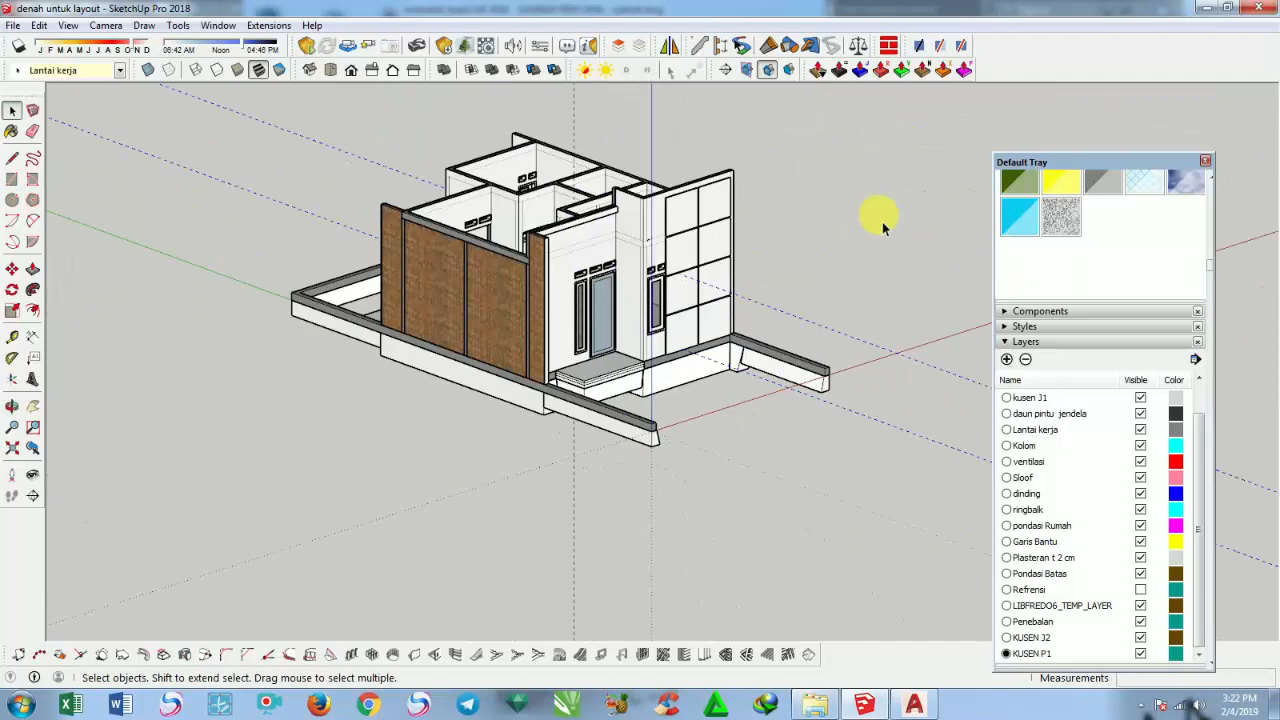 denah untuk layout - SketchUp Pro 2018
File Edit Camera Draw Tools Window Extensions Help
J F M A M J J A S O N D 06:42 AM Noon 04:46 PM
Lantai kerja
Default Tray
Components
Styles
Layers
Name Visible Color
kusen J1
daun pintu jendela
Lantai kerja
Kolom
ventilasi
Sloof
dinding
ringbalk
pondasi Rumah
Garis Bantu
Plasteran t 2 cm
Pondasi Batas
Refrensi
LIBFREDO6_TEMP_LAYER
Penebalan
KUSEN J2
KUSEN P1
Select objects. Shift to extend select. Drag mouse to select multiple. Measurements
3:22 PM
2/4/2019